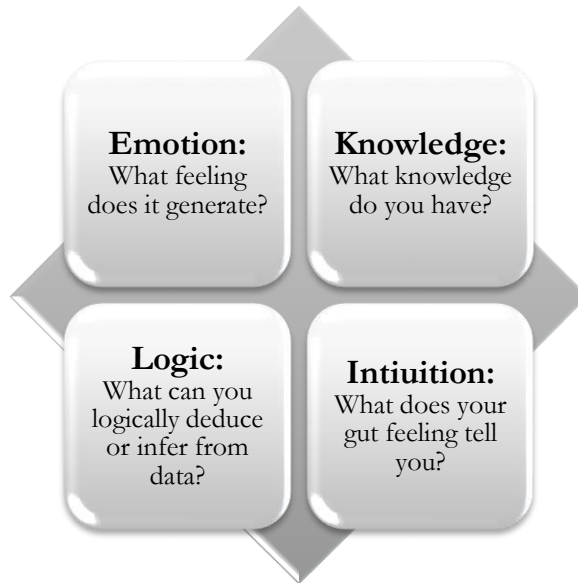 Emotion:
What feeling
does it generate?
Knowledge:
What knowledge
do you have?
Logic:
What can you
logically deduce
or infer from
data?
Intiuition:
What does your
gut feeling tell
you?